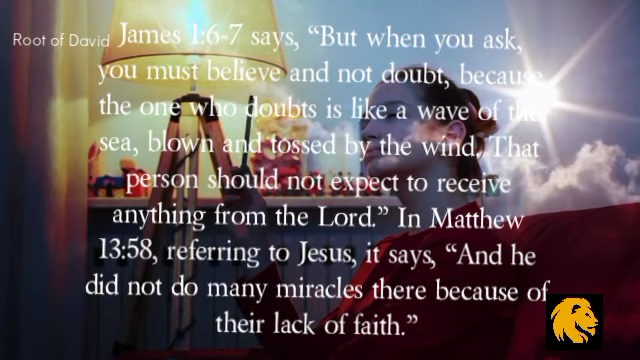 Root of David
James 1:6-7 says, “But when you ask,
you must believe and not doubt, because
the one who doubts is like a wave of the
sea, blown and tossed by the wind. That
person should not expect to receive
anything from the Lord.” In Matthew
13:58, referring to Jesus, it says, “And he
did not do many miracles there because of
their lack of faith.”